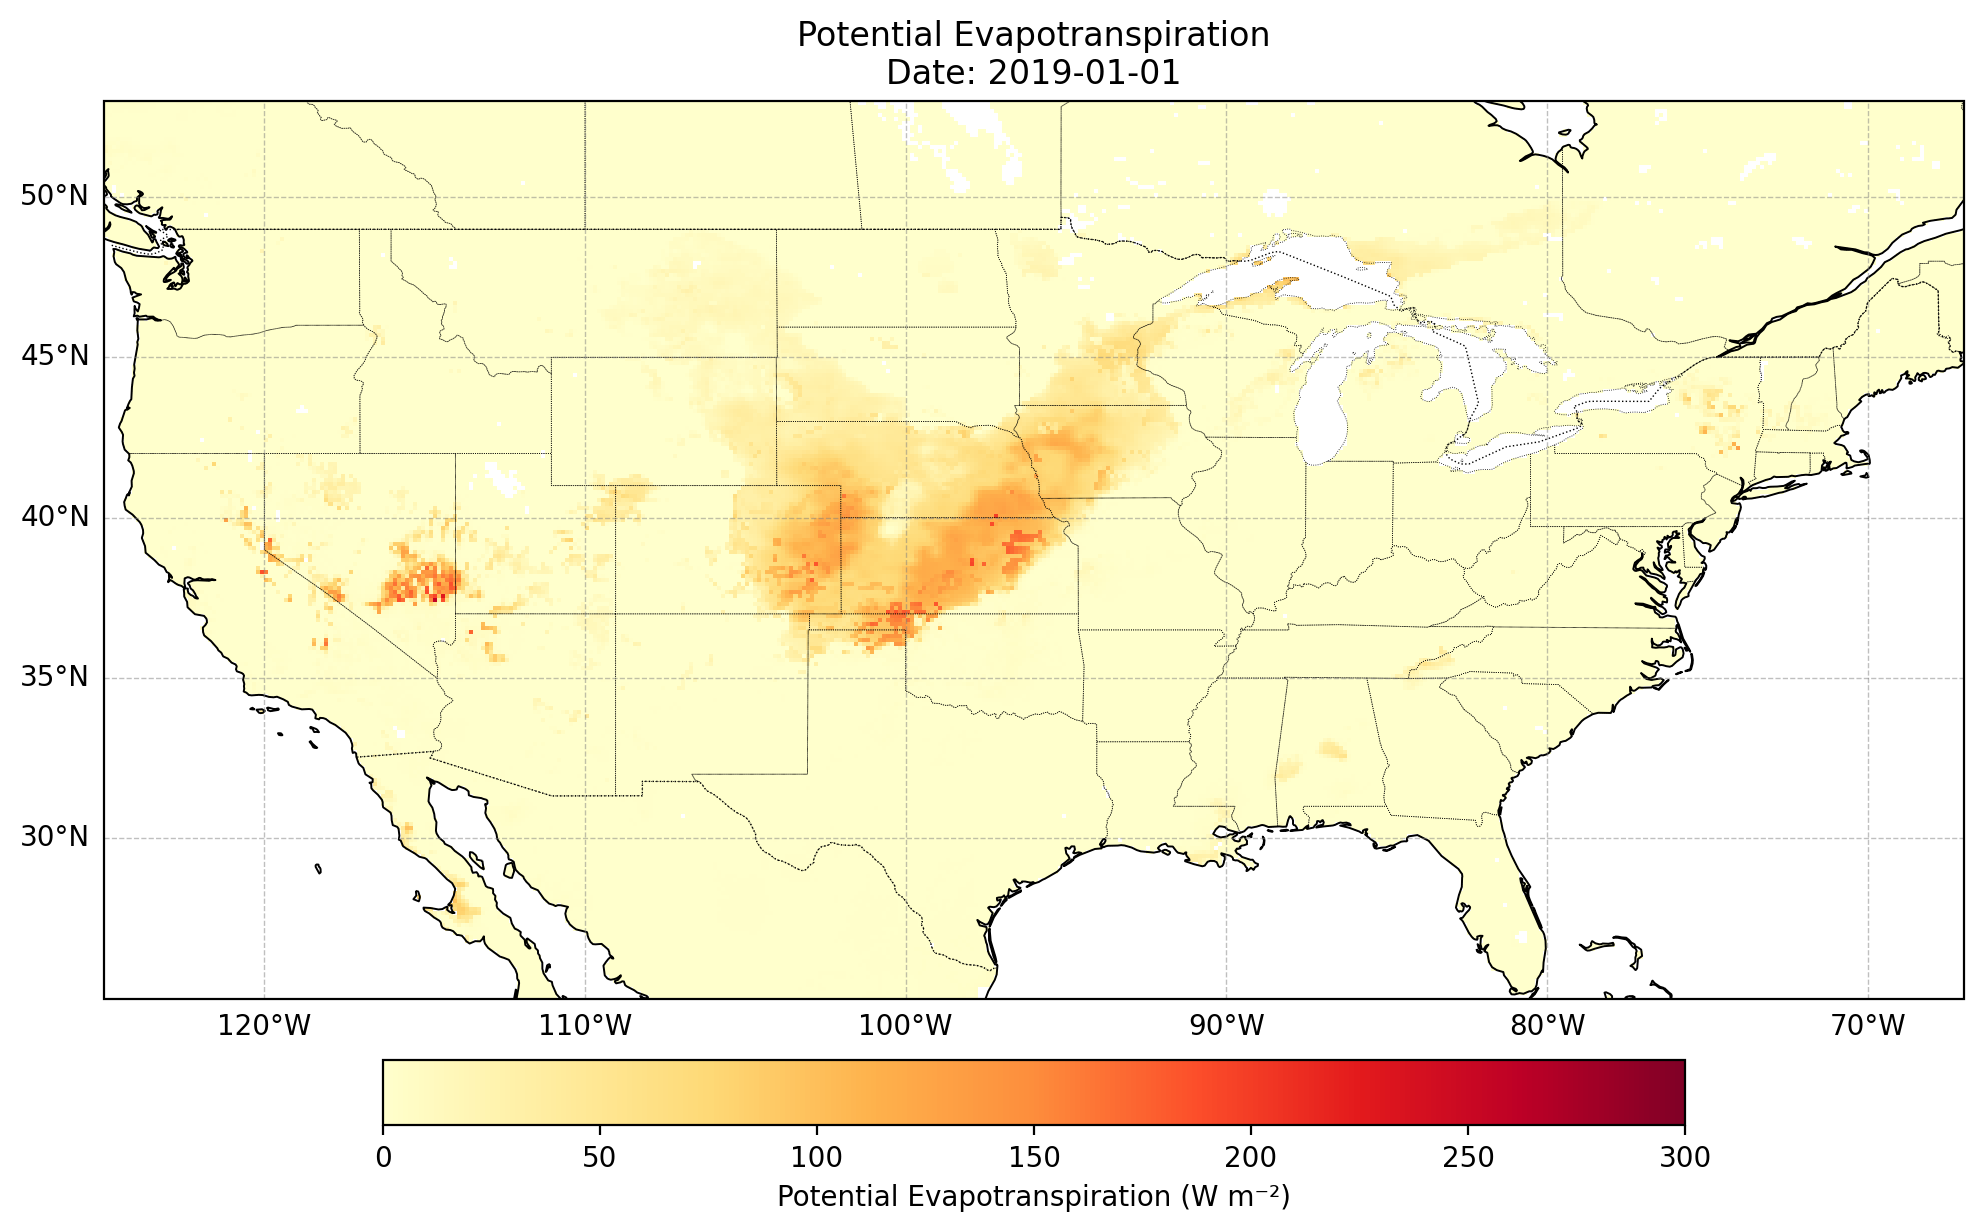 Potential Evapotranspiration
Date: 2019-01-01
50°N
45°N
40°N
35°N
30°N
120°W 110°W 100°W 90°W 80°W 70°W
0 50 100 150 200 250 300
Potential Evapotranspiration (W m⁻²)